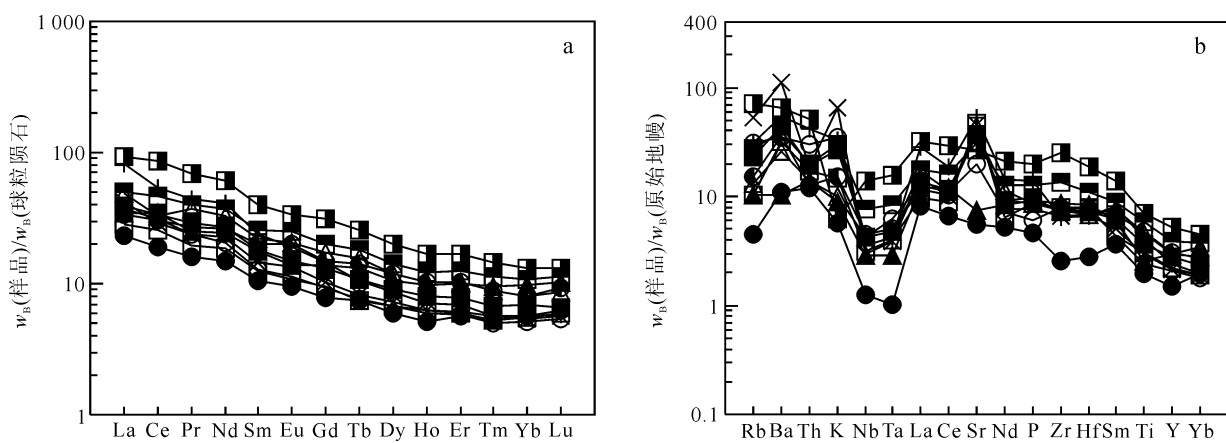 1 000
100
10
1
w_B(样品)/w_B(球粒陨石)
a
La Ce Pr Nd Sm Eu Gd Tb Dy Ho Er Tm Yb Lu
400
100
10
1
0.1
w_B(样品)/w_B(原始地幔)
b
Rb Ba Th K Nb Ta La Ce Sr Nd P Zr Hf Sm Ti Y Yb